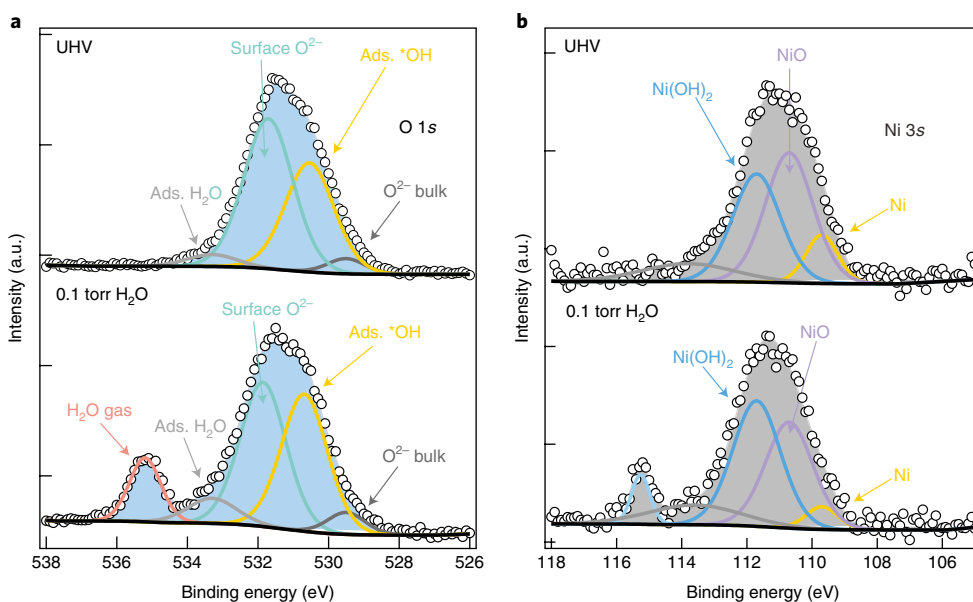 a
UHV
Surface O²⁻
Ads. *OH
O 1s
Ads. H₂O
O²⁻ bulk
0.1 torr H₂O
Surface O²⁻
Ads. *OH
H₂O gas
Ads. H₂O
O²⁻ bulk
Intensity (a.u.)
538 536 534 532 530 528 526
Binding energy (eV)
b
UHV
NiO
Ni(OH)₂
Ni 3s
Ni
0.1 torr H₂O
Ni(OH)₂
NiO
Ni
Intensity (a.u.)
118 116 114 112 110 108 106
Binding energy (eV)